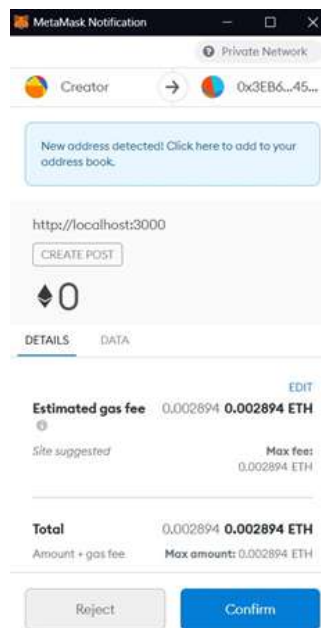 MetaMask Notification
Private Network
Creator
0x3EB6...45...
New address detected! Click here to add to your
address book.
http://localhost:3000
CREATE POST
0
DETAILS DATA
EDIT
Estimated gas fee 0.002894 0.002894 ETH
Site suggested Max fee:
0.002894 ETH
Total 0.002894 0.002894 ETH
Amount + gas fee Max amount: 0.002894 ETH
Reject Confirm